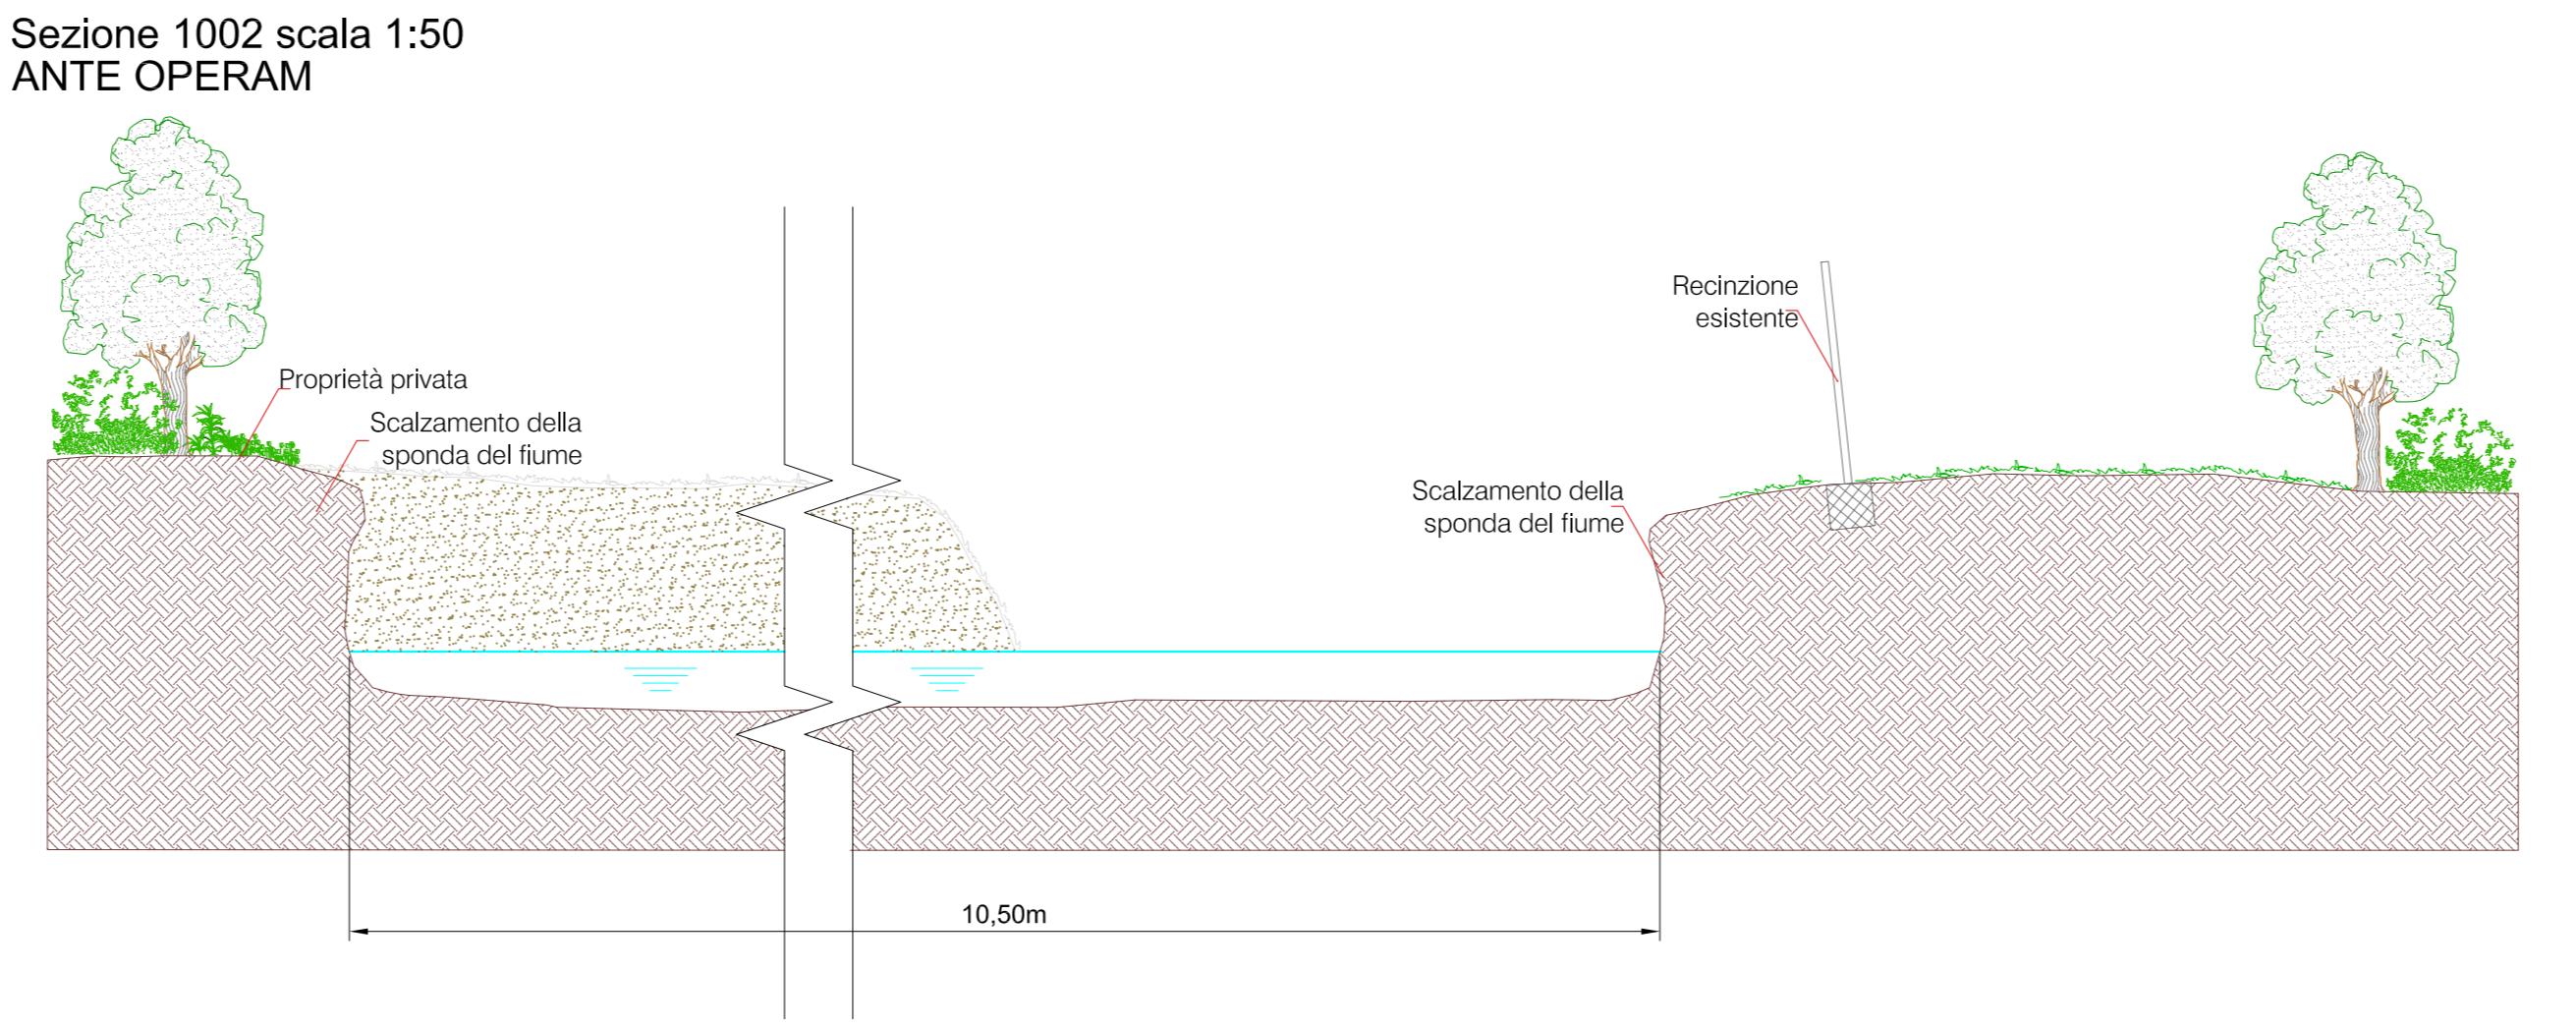 Sezione 1002 scala 1:50
ANTE OPERAM
Proprietà privata
Scalzamento della
sponda del fiume
Recinzione
esistente
Scalzamento della
sponda del fiume
10,50m